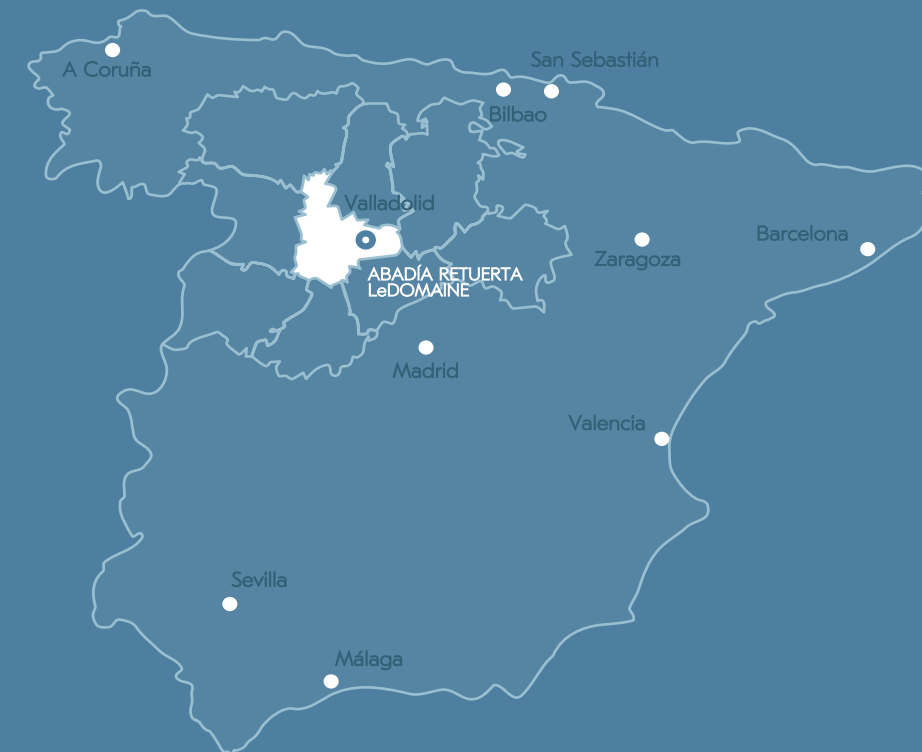 San Sebastián
A Coruña
Bilbao
Valladolid
Barcelona
Zaragoza
ABADÍA RETUERTA
LeDOMAINE
Madrid
Valencia
Sevilla
Málaga